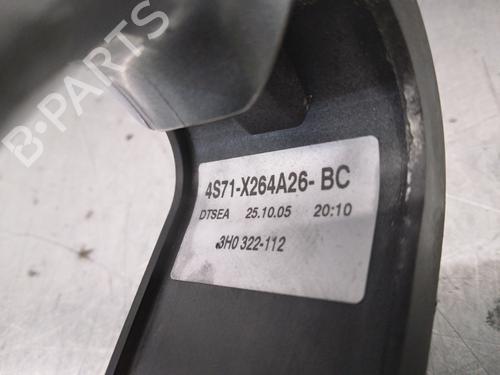 B-PARTS
4S71-X264A26-BC
DTSEA 25.10.05 20:10
3H0 322-112